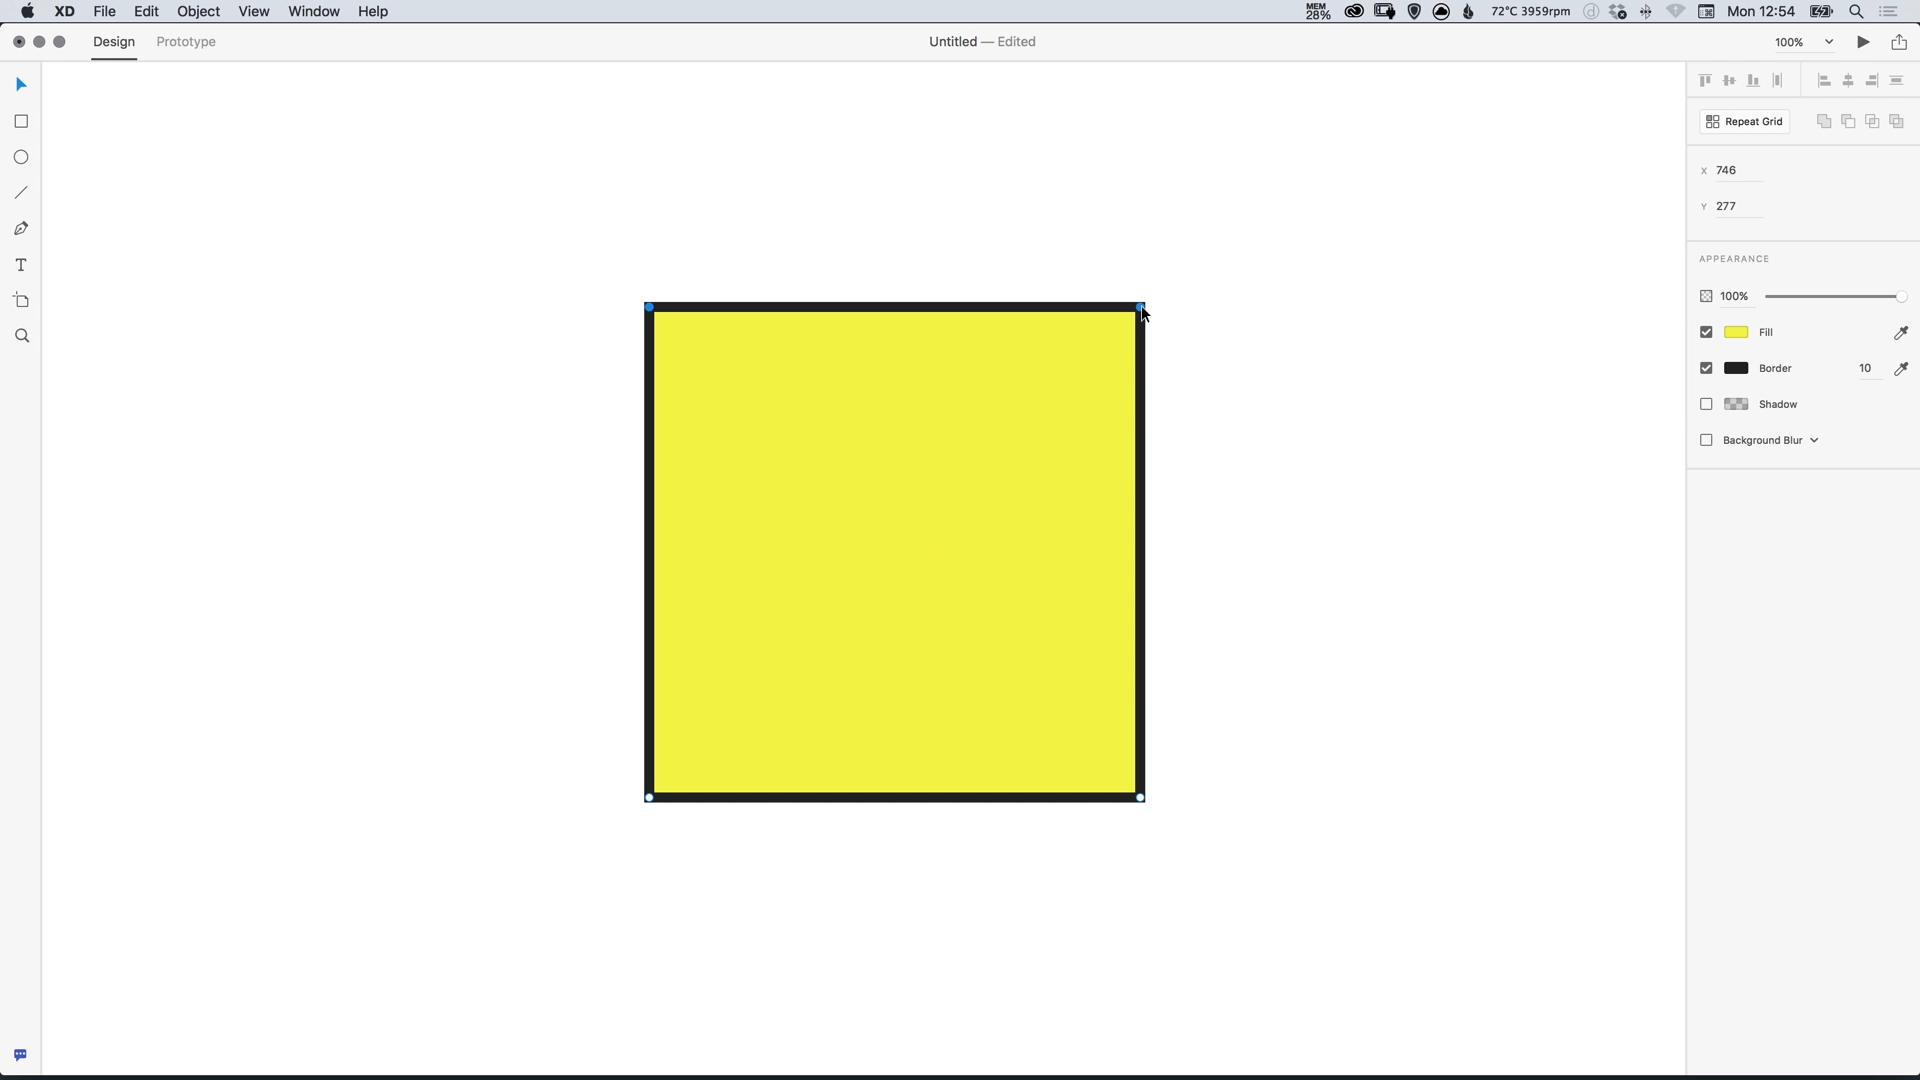 XD File Edit Object View Window Help MEM 28% 72°C 3959rpm Mon 12:54
Design Prototype Untitled — Edited 100%
Repeat Grid
X 746
Y 277
APPEARANCE
100%
Fill
Border 10
Shadow
Background Blur